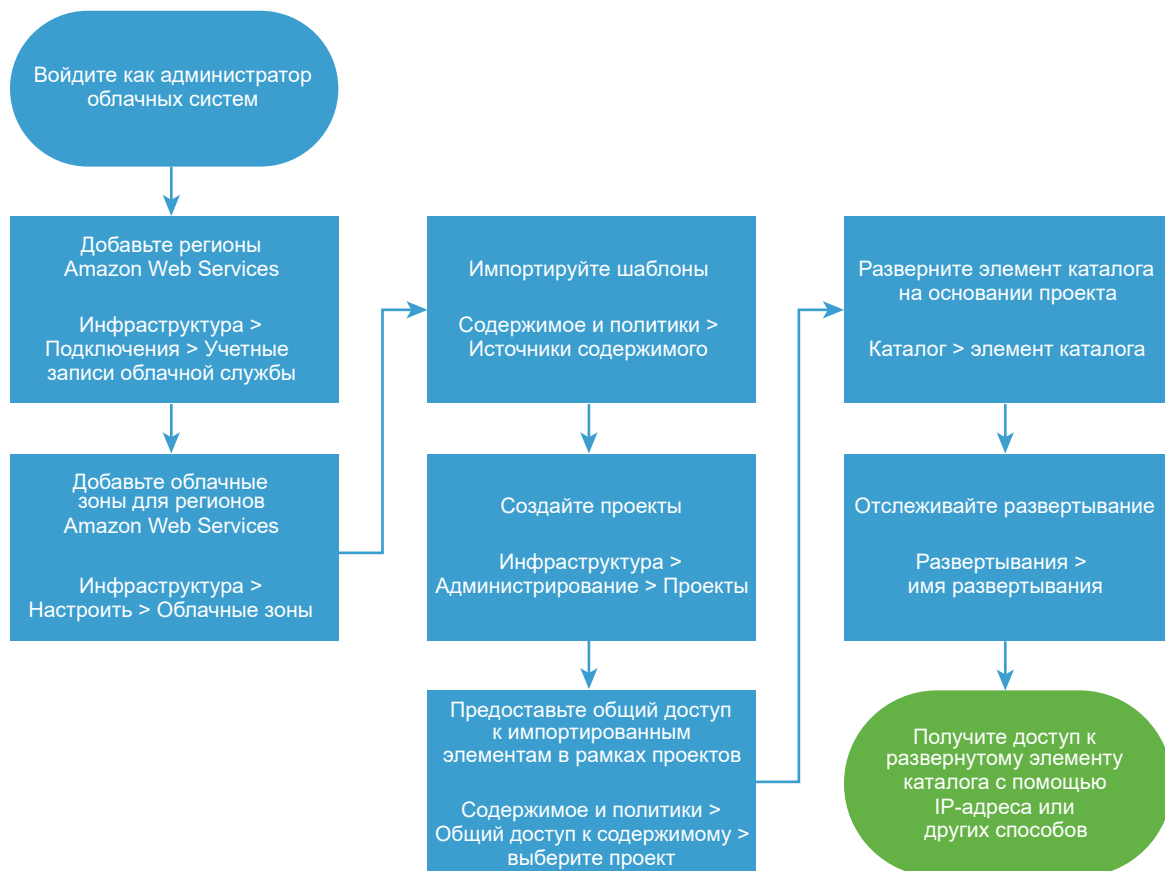 Войдите как администратор
облачных систем
Добавьте регионы
Amazon Web Services
Инфраструктура >
Подключения > Учетные
записи облачной службы
Добавьте облачные
зоны для регионов
Amazon Web Services
Инфраструктура >
Настроить > Облачные зоны
Импортируйте шаблоны
Содержимое и политики >
Источники содержимого
Создайте проекты
Инфраструктура >
Администрирование > Проекты
Предоставьте общий доступ
к импортированным
элементам в рамках проектов
Содержимое и политики >
Общий доступ к содержимому >
выберите проект
Разверните элемент каталога
на основании проекта
Каталог > элемент каталога
Отслеживайте развертывание
Развертывания >
имя развертывания
Получите доступ к
развернутому элементу
каталога с помощью
IP-адреса или
других способов